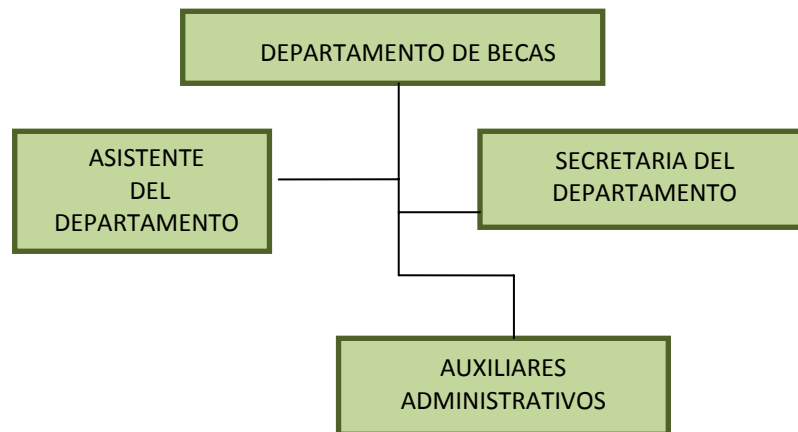 DEPARTAMENTO DE BECAS
ASISTENTE
DEL
DEPARTAMENTO
SECRETARIA DEL
DEPARTAMENTO
AUXILIARES
ADMINISTRATIVOS